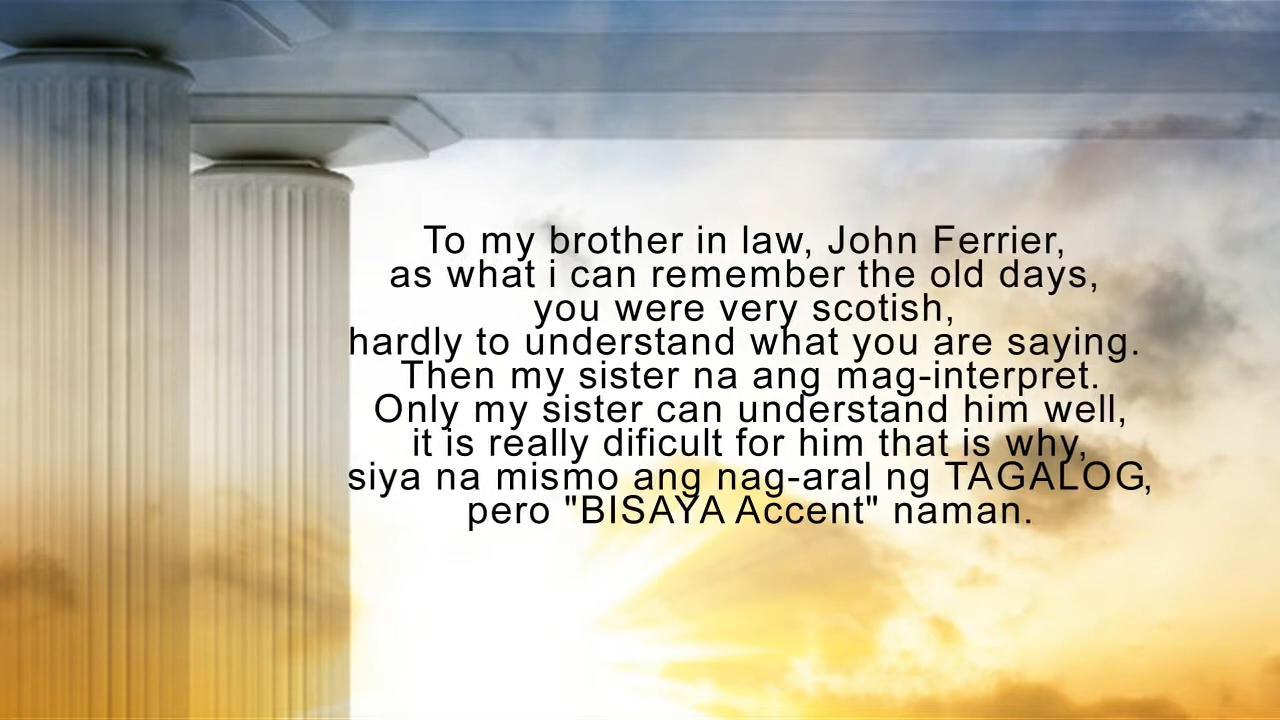 To my brother in law, John Ferrier,
as what i can remember the old days,
you were very scotish,
hardly to understand what you are saying.
Then my sister na ang mag-interpret.
Only my sister can understand him well,
it is really dificult for him that is why,
siya na mismo ang nag-aral ng TAGALOG,
pero "BISAYA Accent" naman.